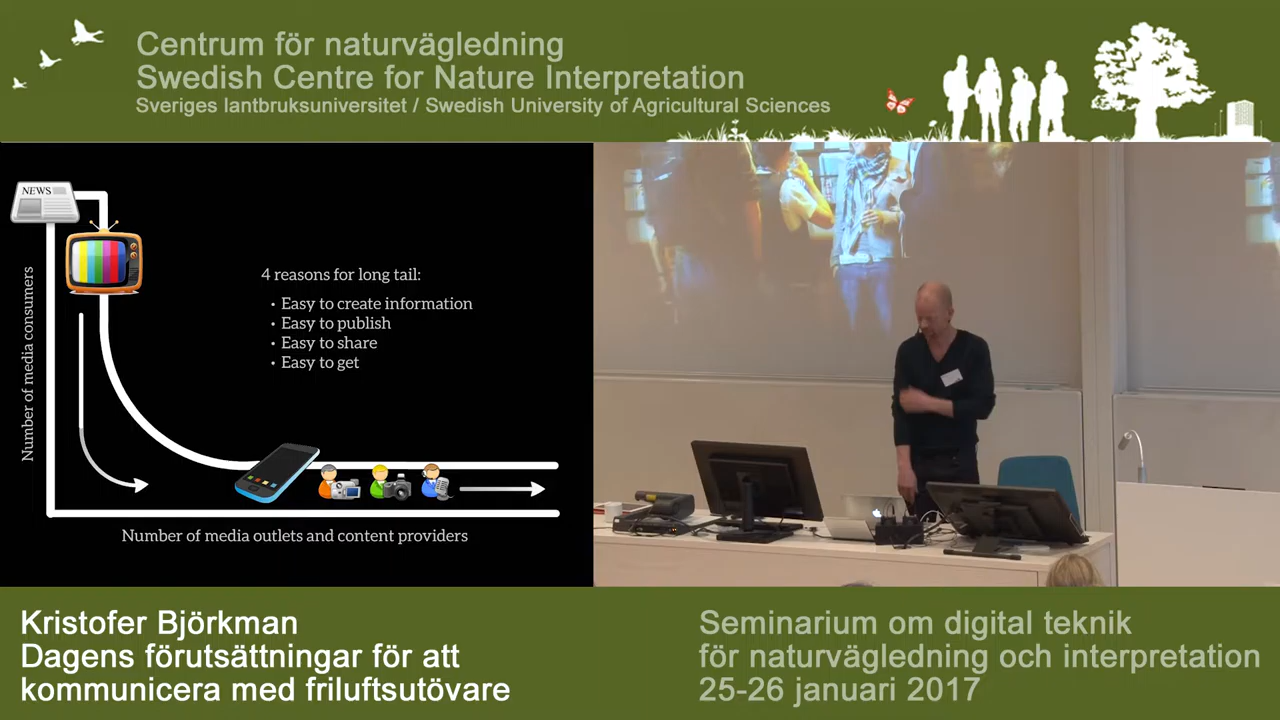 Centrum för naturvägledning
Swedish Centre for Nature Interpretation
Sveriges lantbruksuniversitet / Swedish University of Agricultural Sciences
NEWS
Number of media consumers
4 reasons for long tail:
• Easy to create information
• Easy to publish
• Easy to share
• Easy to get
Number of media outlets and content providers
Kristofer Björkman
Dagens förutsättningar för att
kommunicera med friluftsutövare
Seminarium om digital teknik
för naturvägledning och interpretation
25-26 januari 2017